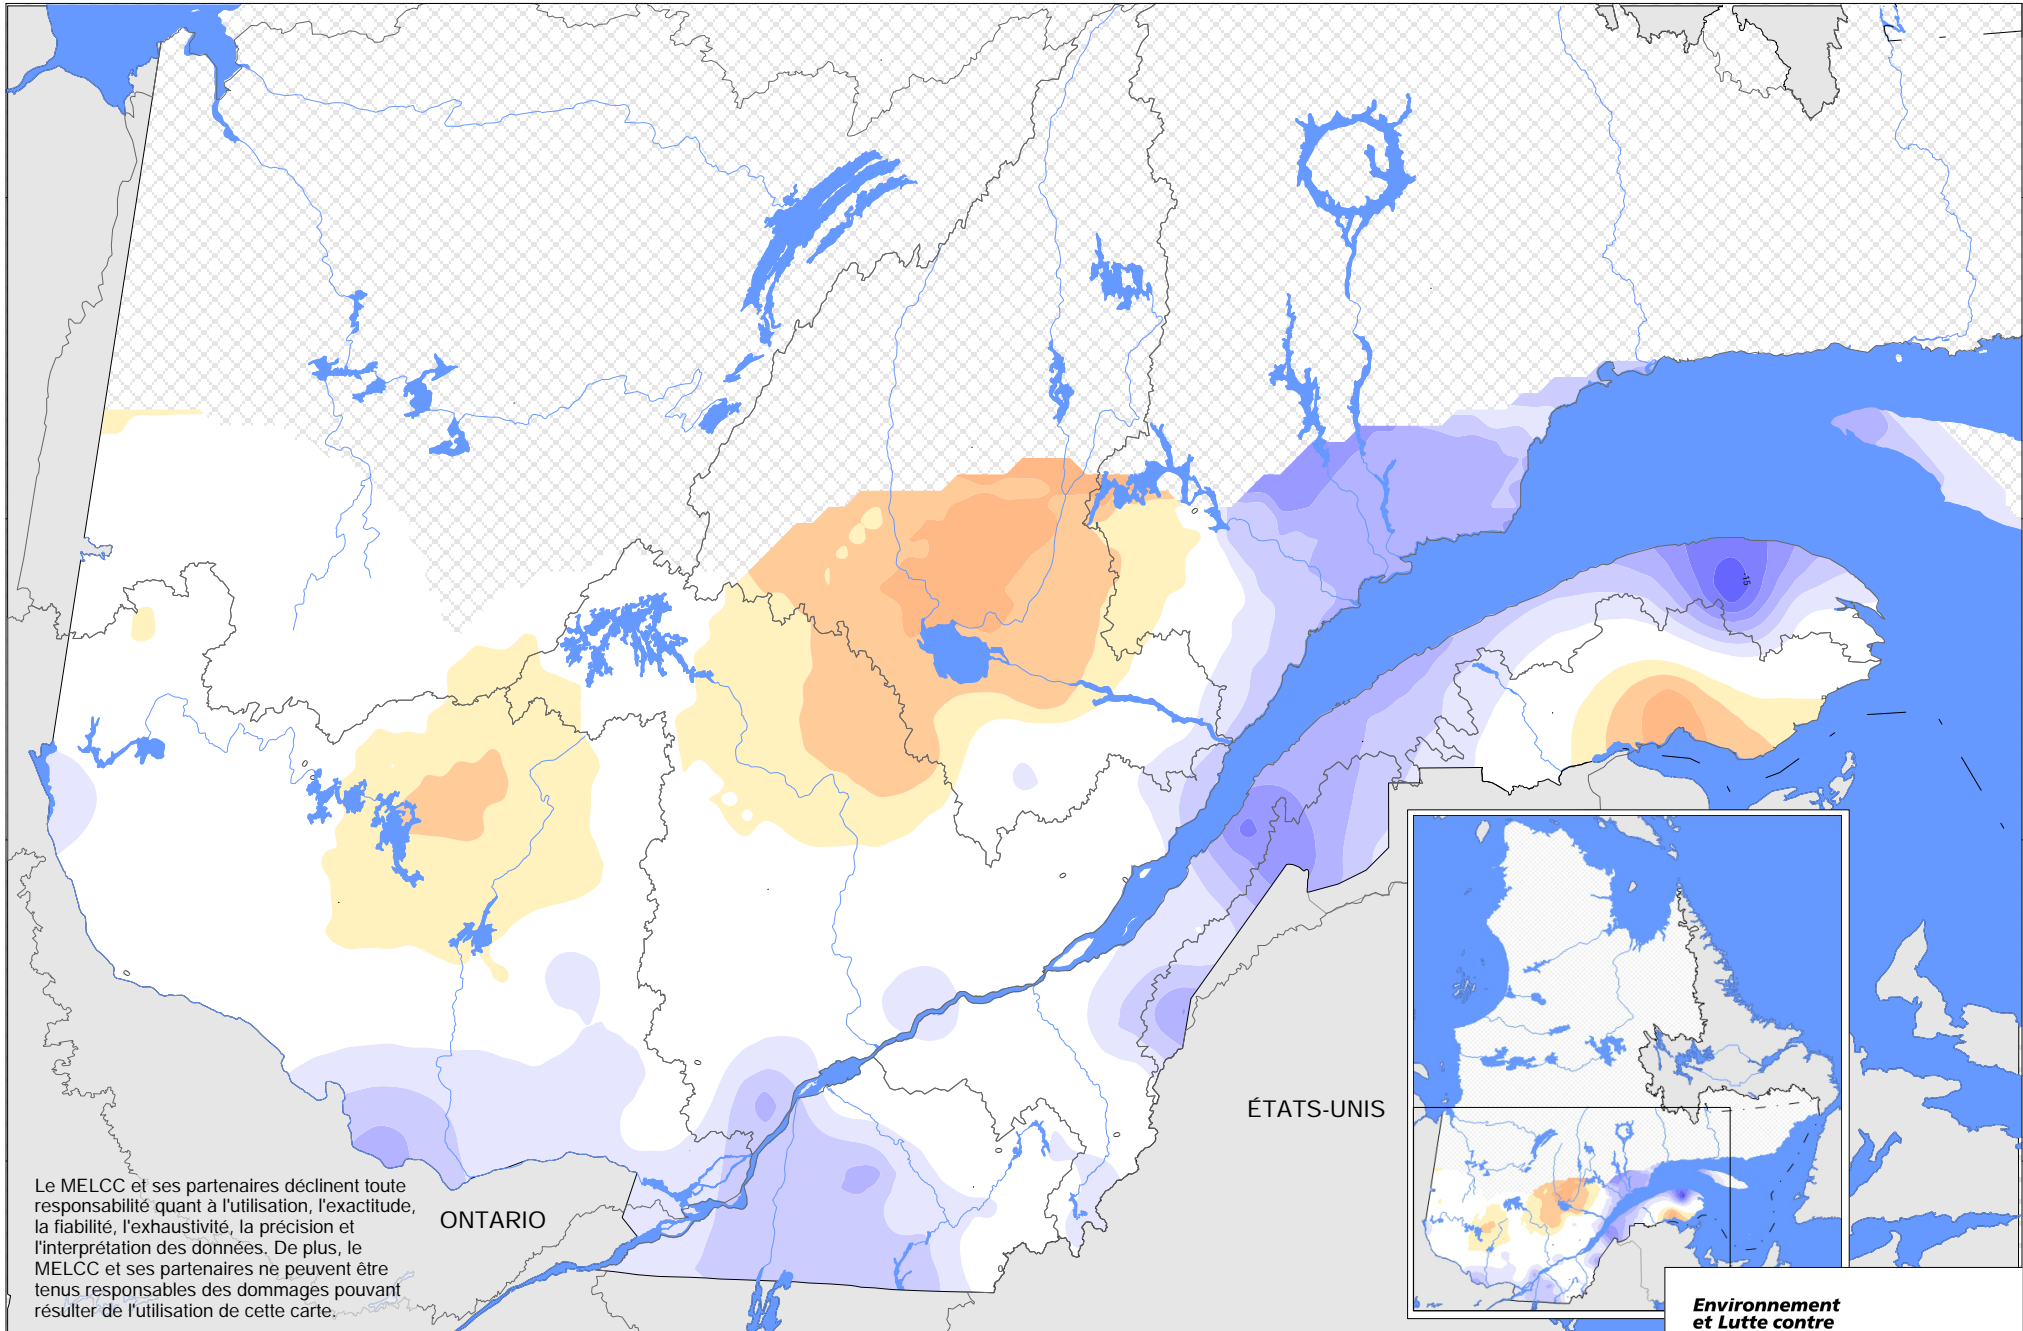 -15
ÉTATS-UNIS
Le MELCC et ses partenaires déclinent toute
responsabilité quant à l'utilisation, l'exactitude,
la fiabilité, l'exhaustivité, la précision et
l'interprétation des données. De plus, le
MELCC et ses partenaires ne peuvent être
tenus responsables des dommages pouvant
résulter de l'utilisation de cette carte.
ONTARIO
Environnement
et Lutte contre